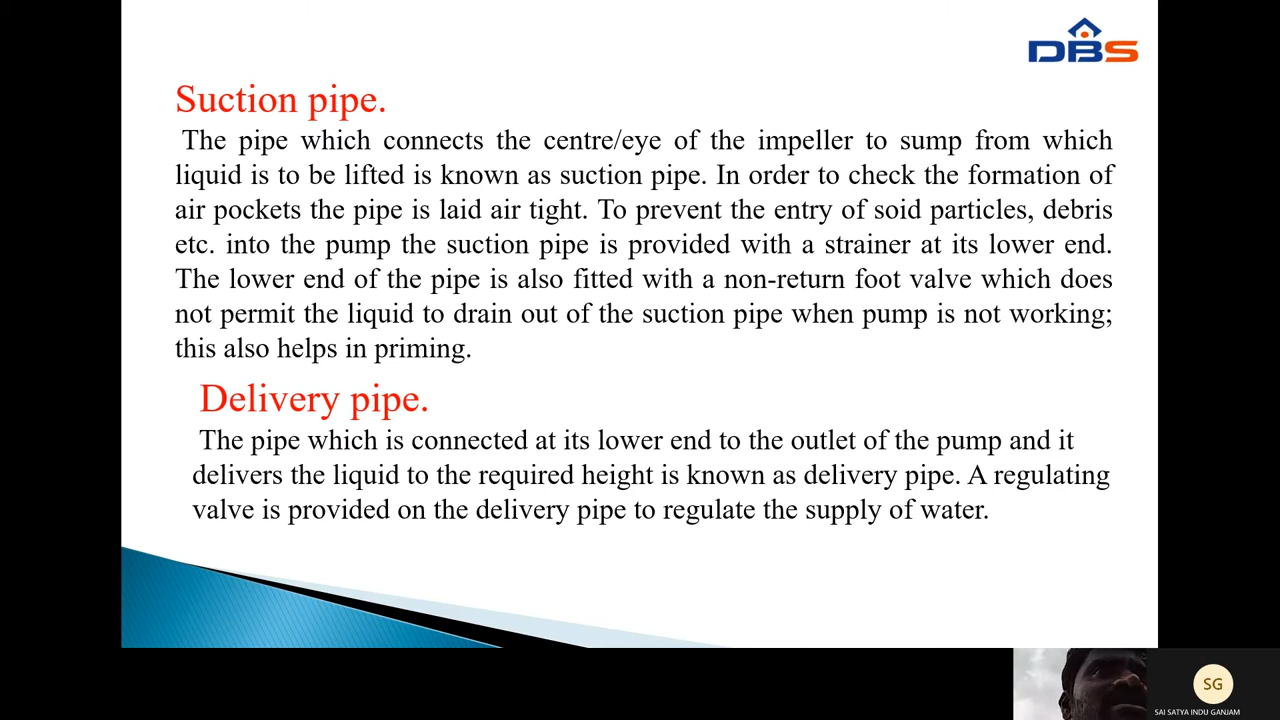 DBS
Suction pipe.
The pipe which connects the centre/eye of the impeller to sump from which
liquid is to be lifted is known as suction pipe. In order to check the formation of
air pockets the pipe is laid air tight. To prevent the entry of soid particles, debris
etc. into the pump the suction pipe is provided with a strainer at its lower end.
The lower end of the pipe is also fitted with a non-return foot valve which does
not permit the liquid to drain out of the suction pipe when pump is not working;
this also helps in priming.
Delivery pipe.
The pipe which is connected at its lower end to the outlet of the pump and it
delivers the liquid to the required height is known as delivery pipe. A regulating
valve is provided on the delivery pipe to regulate the supply of water.
SG
SAI SATYA INDU GANJAM